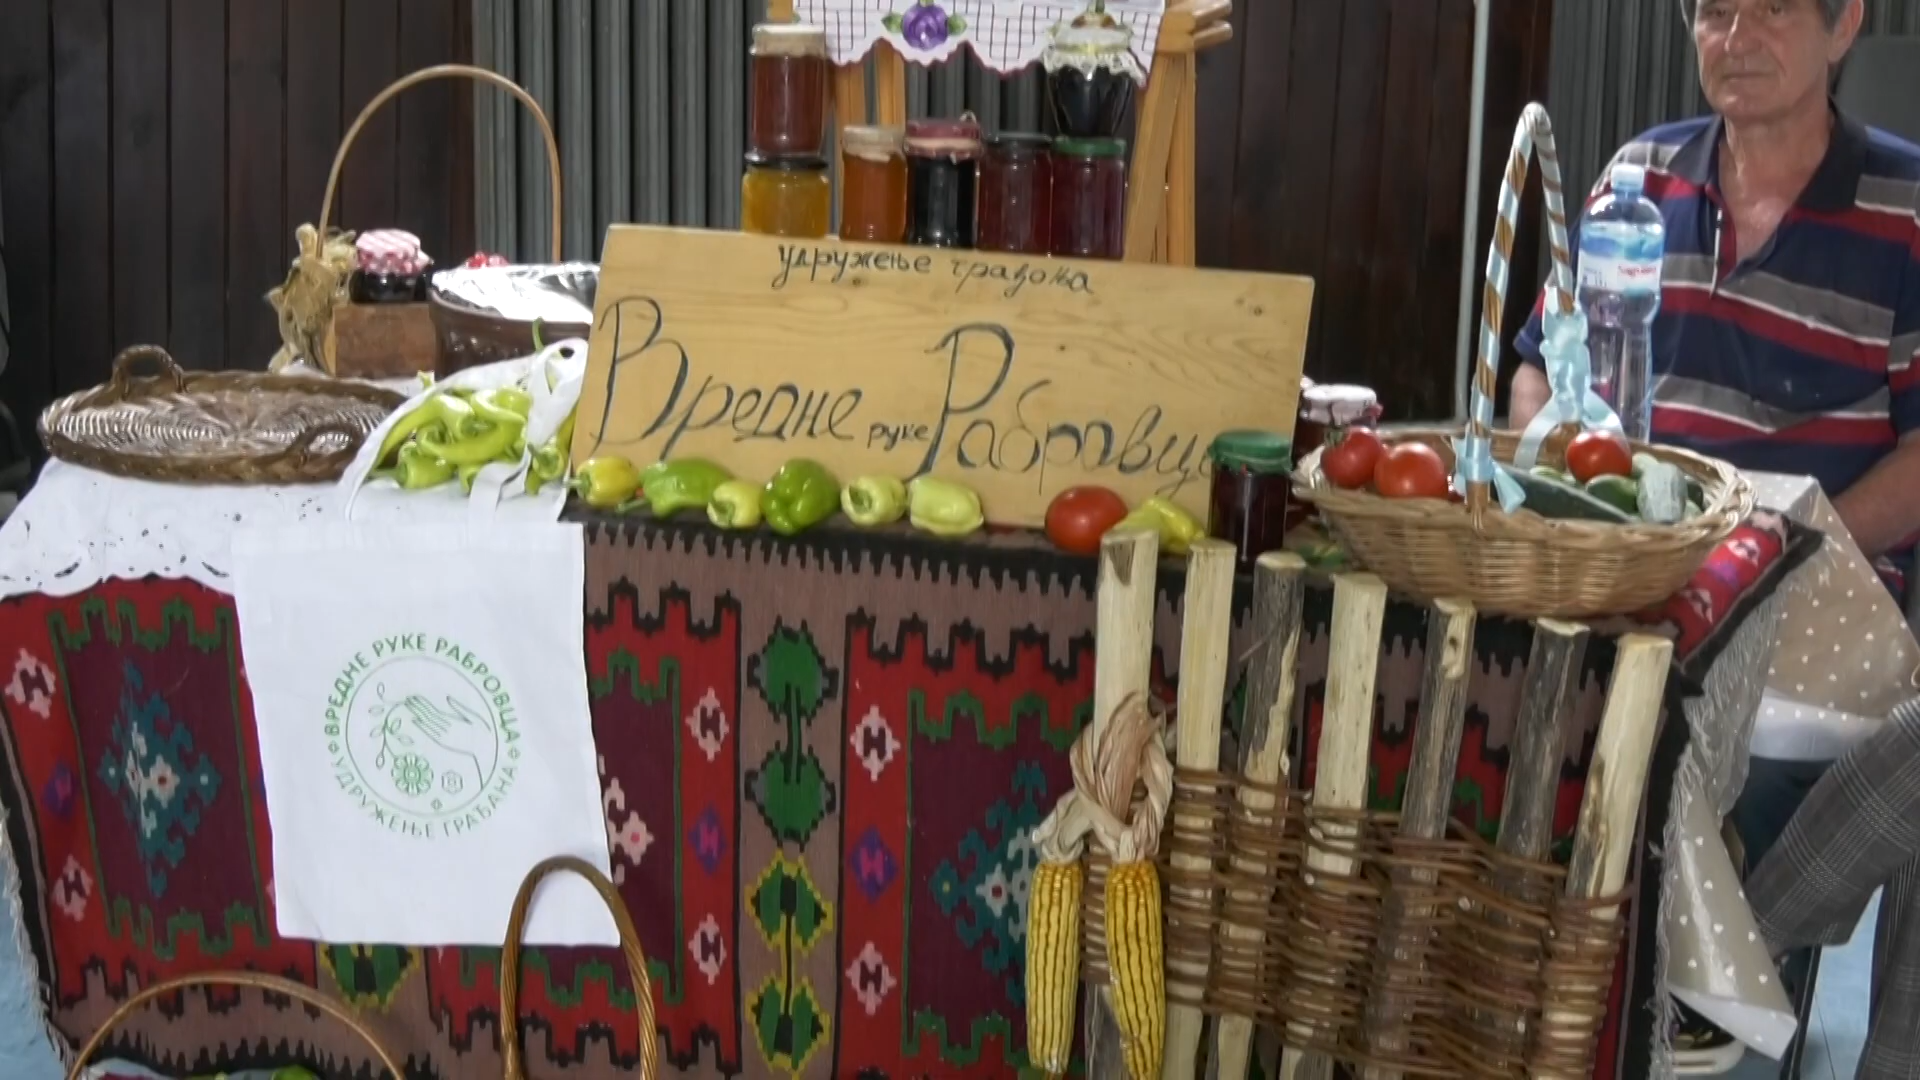 удружење грађана
Вредне руке Рабровца
ВРЕДНЕ РУКЕ РАБРОВЦА
УДРУЖЕЊЕ ГРАЂАНА